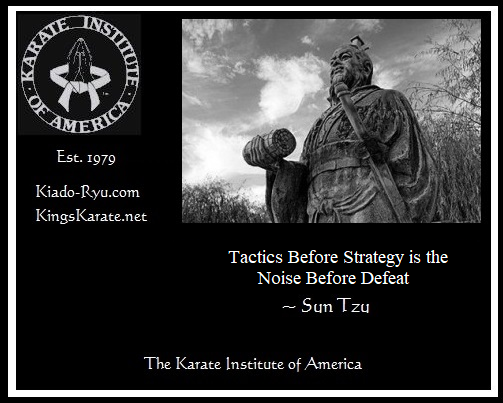 KARATE INSTITUTE
OF AMERICA
Est. 1979
Kiado-Ryu.com
KingsKarate.net
Tactics Before Strategy is the
Noise Before Defeat
~ Sun Tzu
The Karate Institute of America